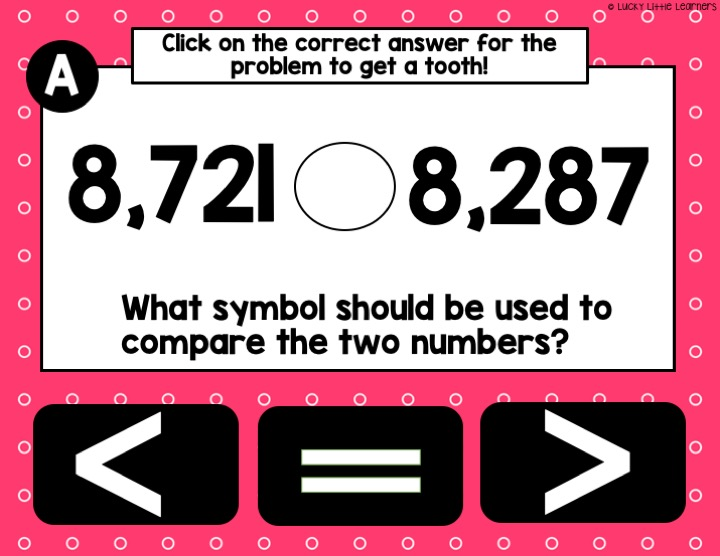 © Lucky Little Learners
Click on the correct answer for the
problem to get a tooth!
A
8,721 8,287
What symbol should be used to
compare the two numbers?
< = >